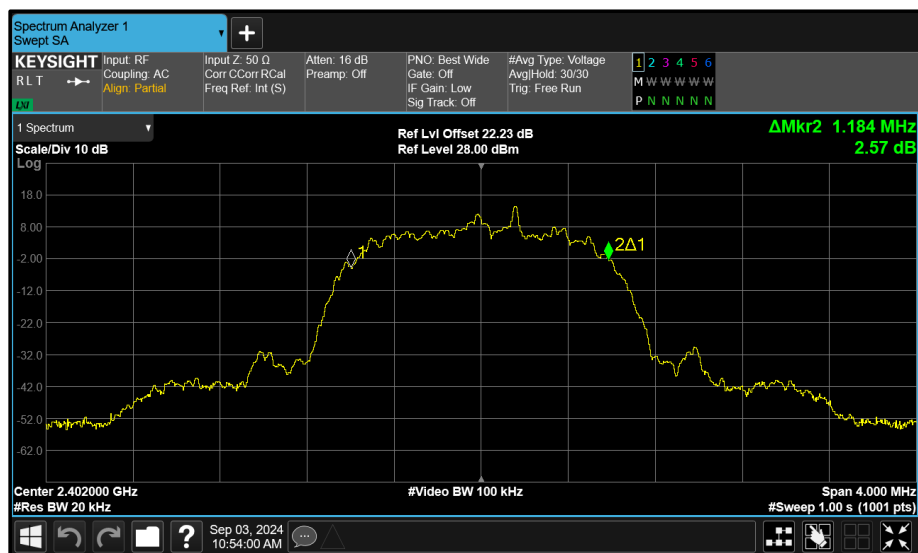 Spectrum Analyzer 1
Swept SA
KEYSIGHT
R L T
LXI
Input: RF
Coupling: AC
Align: Partial
Input Z: 50 Ω
Corr CCorr RCal
Freq Ref: Int (S)
Atten: 16 dB
Preamp: Off
PNO: Best Wide
Gate: Off
IF Gain: Low
Sig Track: Off
#Avg Type: Voltage
Avg|Hold: 30/30
Trig: Free Run
1 2 3 4 5 6
M W W W W W
P N N N N N
1 Spectrum
Scale/Div 10 dB
Ref Lvl Offset 22.23 dB
Ref Level 28.00 dBm
ΔMkr2 1.184 MHz
2.57 dB
Log
18.0
8.00
-2.00
-12.0
-22.0
-32.0
-42.0
-52.0
-62.0
1
2Δ1
Center 2.402000 GHz
#Res BW 20 kHz
#Video BW 100 kHz
Span 4.000 MHz
#Sweep 1.00 s (1001 pts)
?
Sep 03, 2024
10:54:00 AM